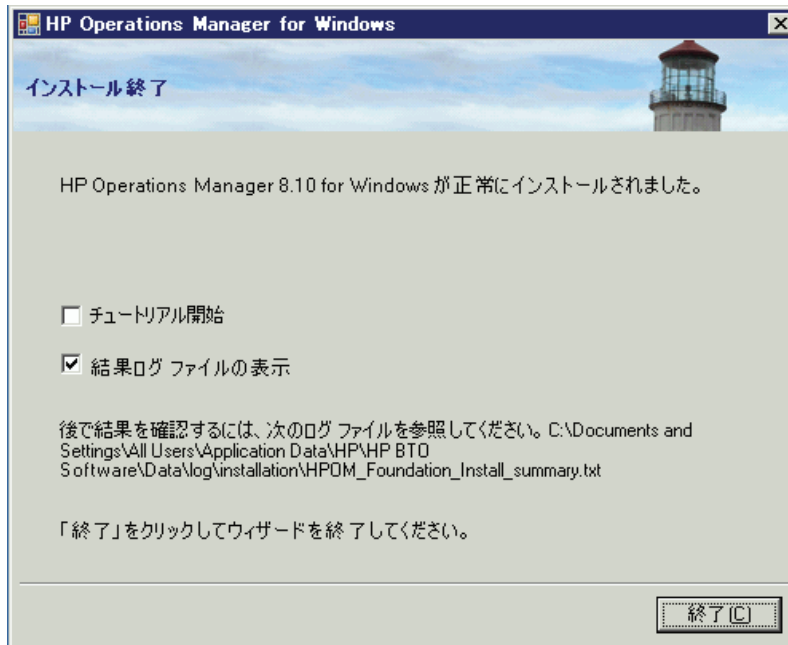 HP Operations Manager for Windows
インストール終了
HP Operations Manager 8.10 for Windows が正常にインストールされました。
チュートリアル開始
結果ログ ファイルの表示
後で結果を確認するには、次のログ ファイルを参照してください。C:\Documents and
Settings\All Users\Application Data\HP\HP BTO
Software\Data\log\installation\HPOM_Foundation_Install_summary.txt
「終了」をクリックしてウィザードを終了してください。
終了(C)